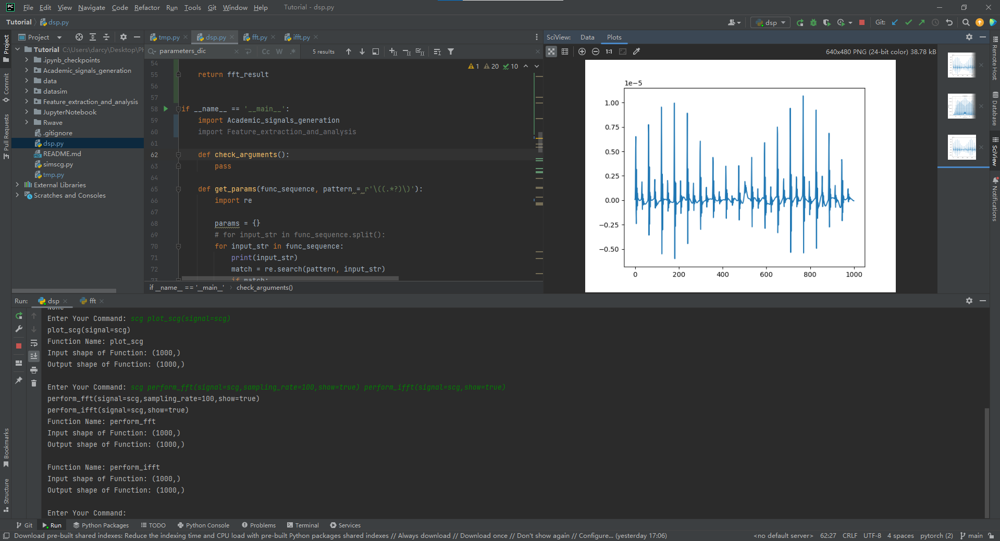 PC File Edit View Navigate Code Refactor Run Tools Git Window Help Tutorial - dsp.py
Tutorial dsp.py dsp Git:
Project
tmp.py dsp.py fft.py ifft.py
SciView: Data Plots
Tutorial C:\Users\darcy\Desktop\P
.ipynb_checkpoints
Academic_signals_generation
data
datasim
Feature_extraction_and_analysis
JupyterNotebook
Rwave
.gitignore
dsp.py
README.md
simscg.py
tmp.py
External Libraries
Scratches and Consoles
parameters_dic Cc W .* 5 results
1 20 10
54
55 return fft_result
56
57
58 if __name__ == '__main__':
59 import Academic_signals_generation
60 import Feature_extraction_and_analysis
61
62 def check_arguments():
63 pass
64
65 def get_params(func_sequence, pattern = r'\((.*?)\)'):
66 import re
67
68 params = {}
69 # for input_str in func_sequence.split():
70 for input_str in func_sequence:
71 print(input_str)
72 match = re.search(pattern, input_str)
73 if match:
if __name__ == '__main__' › check_arguments()
1:1 640x480 PNG (24-bit color) 38.78 kB
1e−5
1.00
0.75
0.50
0.25
0.00
−0.25
−0.50
0 200 400 600 800 1000
Run: dsp fft
None
Enter Your Command: scg plot_scg(signal=scg)
plot_scg(signal=scg)
Function Name: plot_scg
Input shape of Function: (1000,)
Output shape of Function: (1000,)
Enter Your Command: scg perform_fft(signal=scg,sampling_rate=100,show=true) perform_ifft(signal=scg,show=true)
perform_fft(signal=scg,sampling_rate=100,show=true)
perform_ifft(signal=scg,show=true)
Function Name: perform_fft
Input shape of Function: (1000,)
Output shape of Function: (1000,)
Function Name: perform_ifft
Input shape of Function: (1000,)
Output shape of Function: (1000,)
Enter Your Command:
Project
Commit
Pull Requests
Bookmarks
Structure
Remote Host
Database
SciView
Notifications
Git Run Python Packages TODO Python Console Problems Terminal Services
Download pre-built shared indexes: Reduce the indexing time and CPU load with pre-built Python packages shared indexes // Always download // Download once // Don't show again // Configure... (yesterday 17:06) <no default server> 62:27 CRLF UTF-8 4 spaces pytorch (2) main